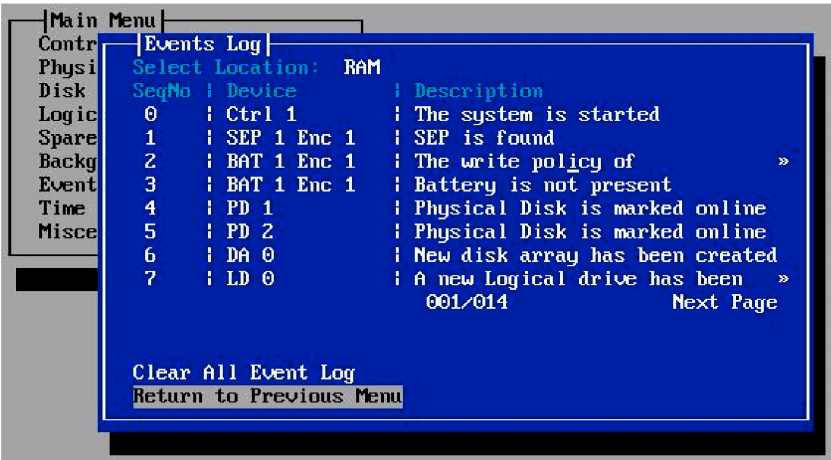 Main Menu
Contr
Events Log
Physi
Select Location: RAM
Disk
SeqNo | Device | Description
Logic
0 | Ctrl 1 | The system is started
Spare
1 | SEP 1 Enc 1 | SEP is found
Backg
2 | BAT 1 Enc 1 | The write policy of »
Event
3 | BAT 1 Enc 1 | Battery is not present
Time
4 | PD 1 | Physical Disk is marked online
Misce
5 | PD 2 | Physical Disk is marked online
6 | DA 0 | New disk array has been created
7 | LD 0 | A new Logical drive has been »
001/014 Next Page
Clear All Event Log
Return to Previous Menu